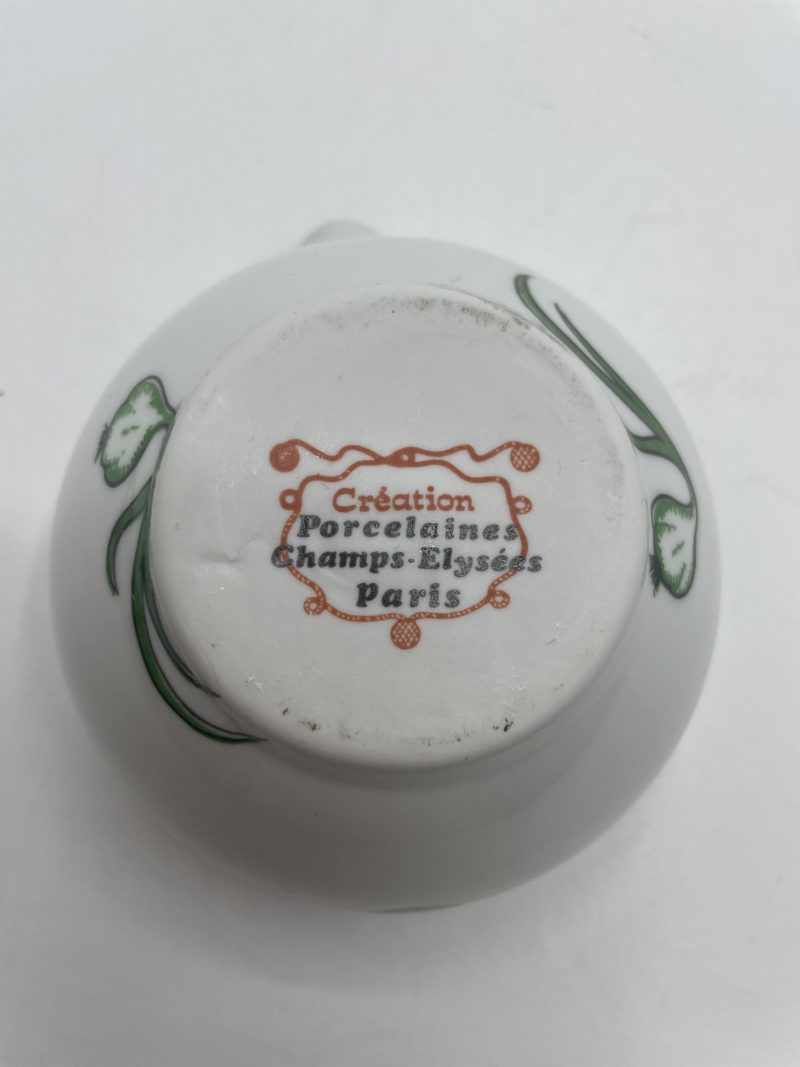 Création
Porcelaines
Champs-Elysées
Paris